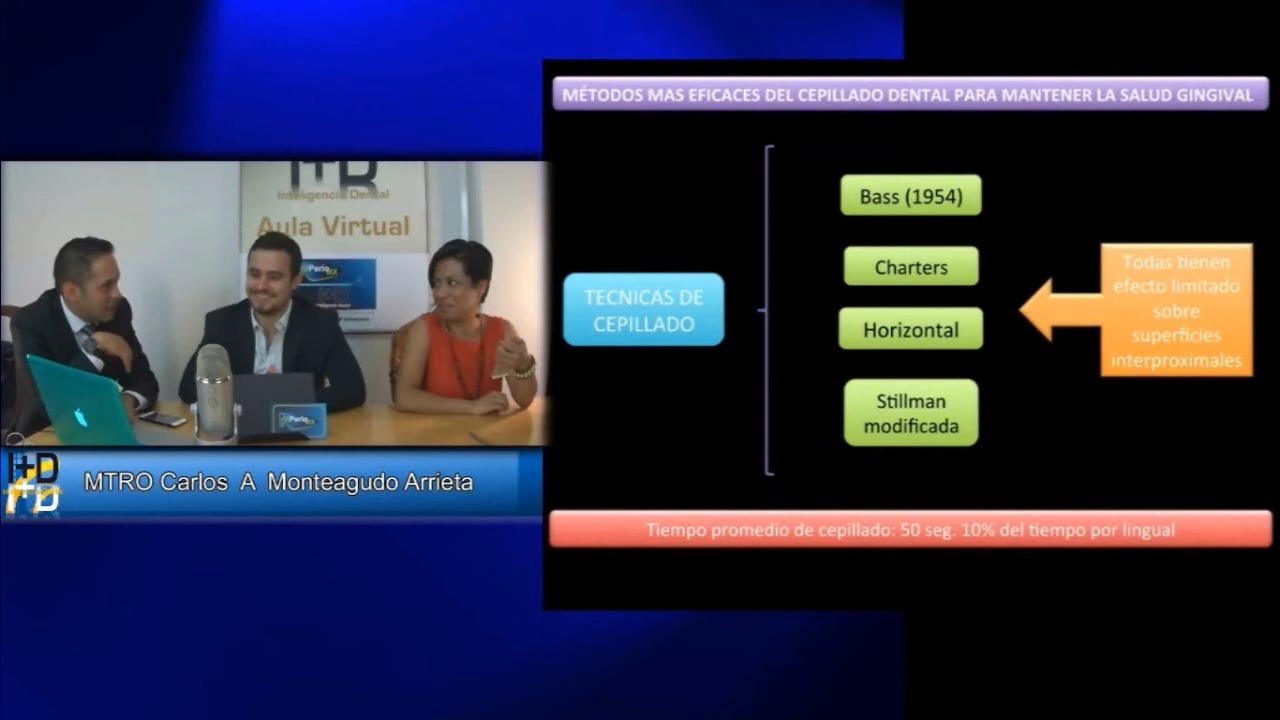 MÉTODOS MAS EFICACES DEL CEPILLADO DENTAL PARA MANTENER LA SALUD GINGIVAL
I+D
Inteligencia Dental
Aula Virtual
Perio
I+D
Perio
I+D
MTRO Carlos A Monteagudo Arrieta
TECNICAS DE
CEPILLADO
Bass (1954)
Charters
Horizontal
Stillman
modificada
Todas tienen
efecto limitado
sobre
superficies
interproximales
Tiempo promedio de cepillado: 50 seg. 10% del tiempo por lingual